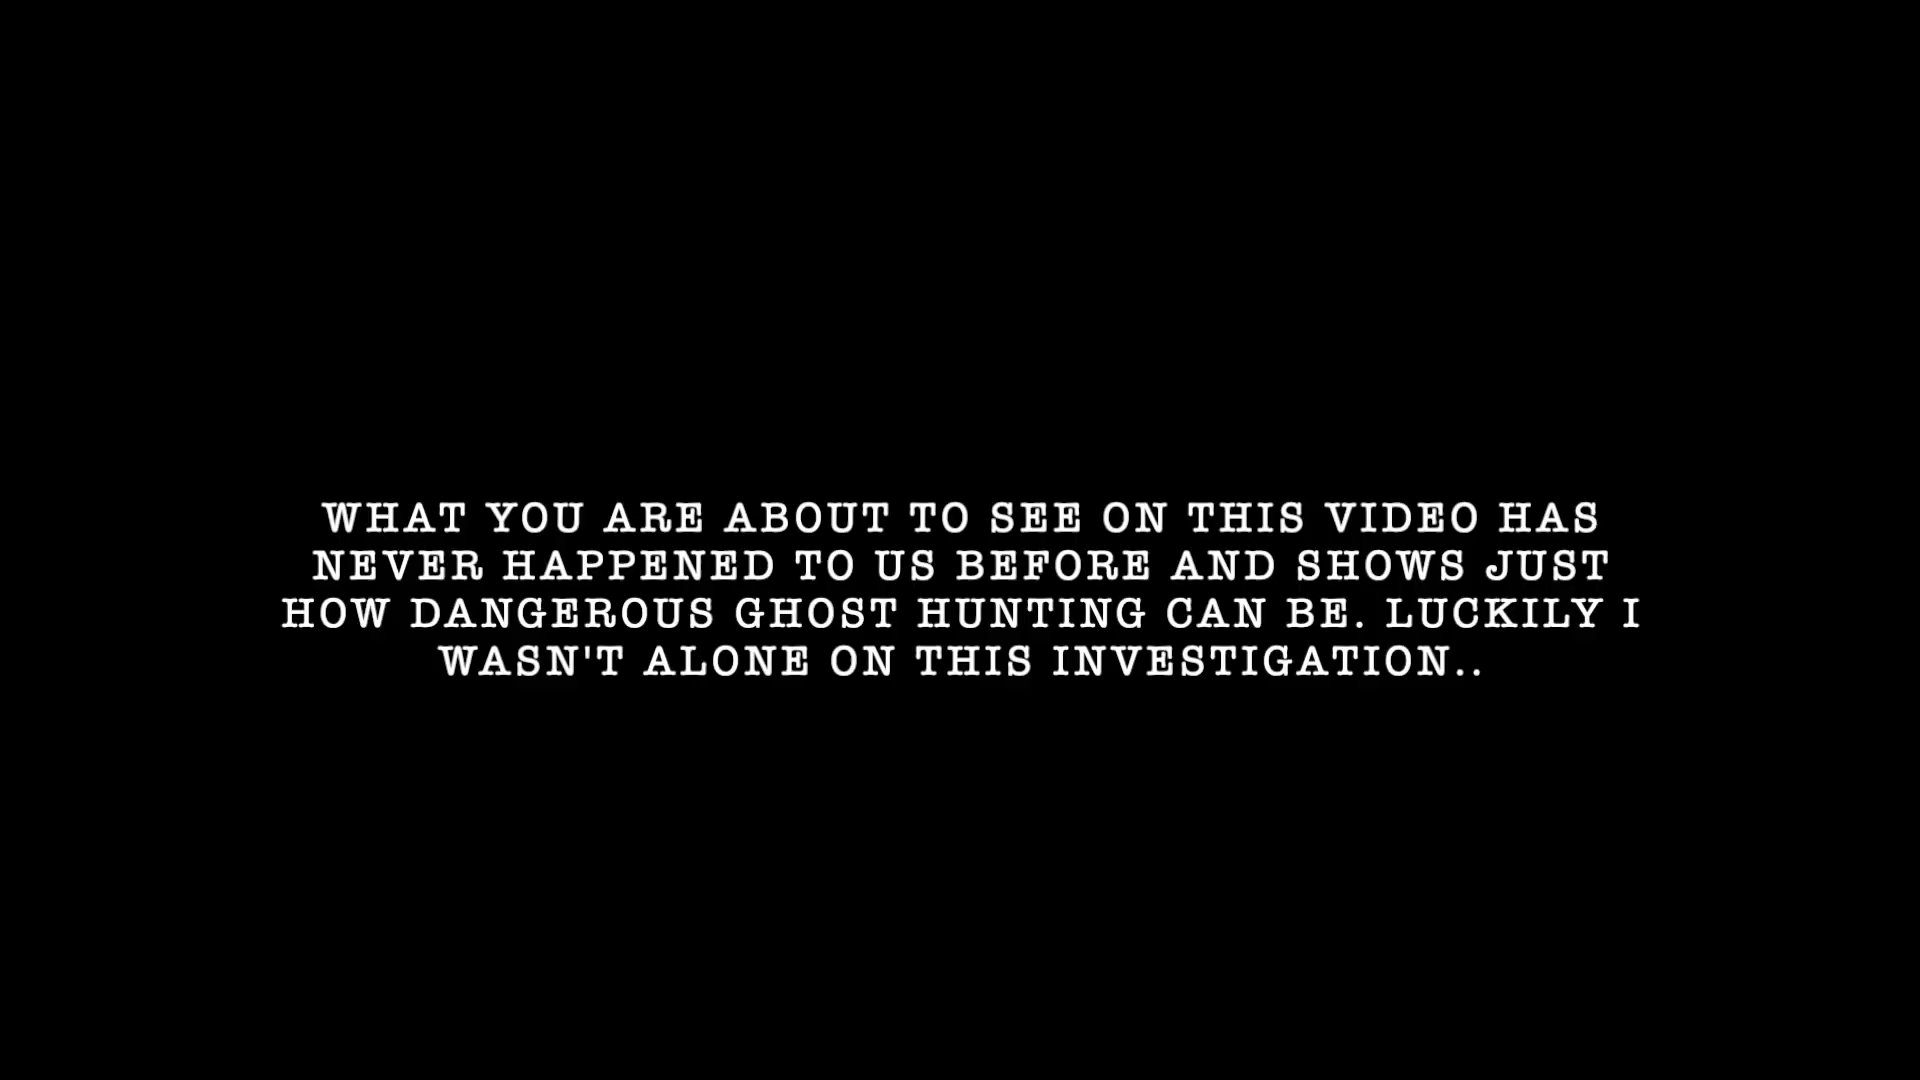 WHAT YOU ARE ABOUT TO SEE ON THIS VIDEO HAS
NEVER HAPPENED TO US BEFORE AND SHOWS JUST
HOW DANGEROUS GHOST HUNTING CAN BE. LUCKILY I
WASN'T ALONE ON THIS INVESTIGATION..